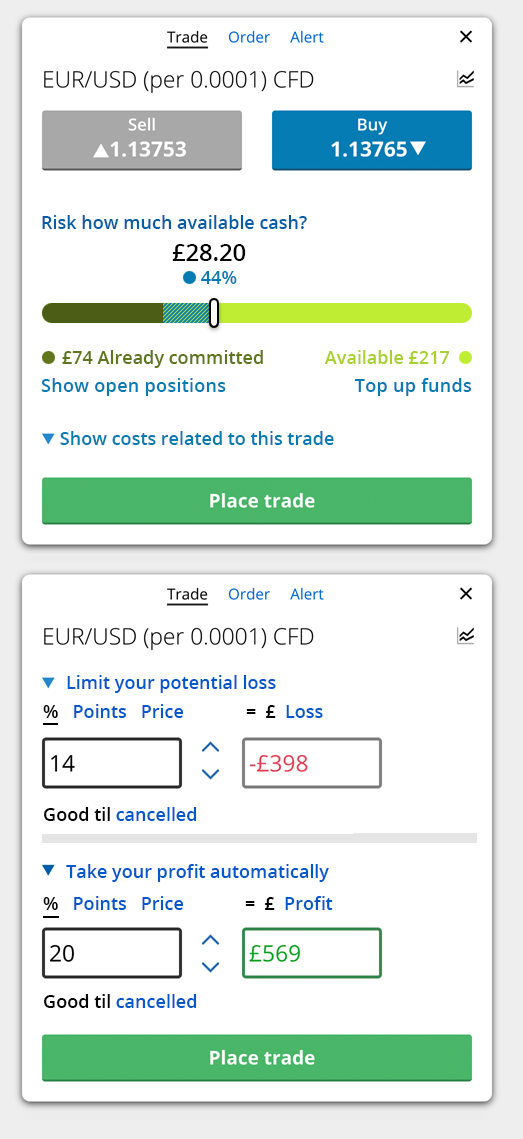 Trade Order Alert ✕
EUR/USD (per 0.0001) CFD
Sell Buy
▲1.13753 1.13765▼
Risk how much available cash?
£28.20
44%
£74 Already committed Available £217
Show open positions Top up funds
▼ Show costs related to this trade
Place trade
Trade Order Alert ✕
EUR/USD (per 0.0001) CFD
▼ Limit your potential loss
% Points Price = £ Loss
14 -£398
Good til cancelled
▼ Take your profit automatically
% Points Price = £ Profit
20 £569
Good til cancelled
Place trade